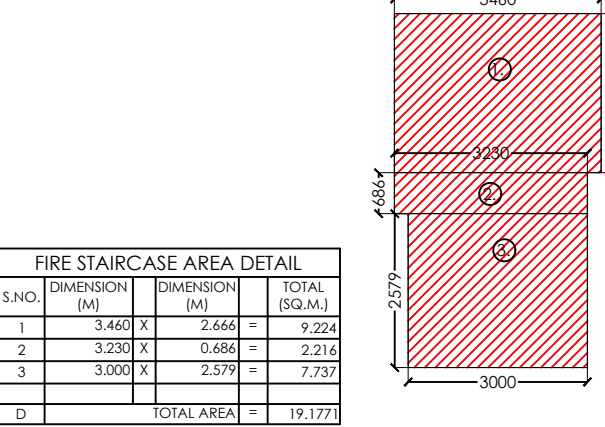 FIRE STAIRCASE AREA DETAIL
S.NO. DIMENSION (M) DIMENSION (M) TOTAL (SQ.M.)
1 3.460 X 2.666 = 9.224
2 3.230 X 0.686 = 2.216
3 3.000 X 2.579 = 7.737
D TOTAL AREA = 19.1771
1.
3230
686
2.
3.
2579
3000